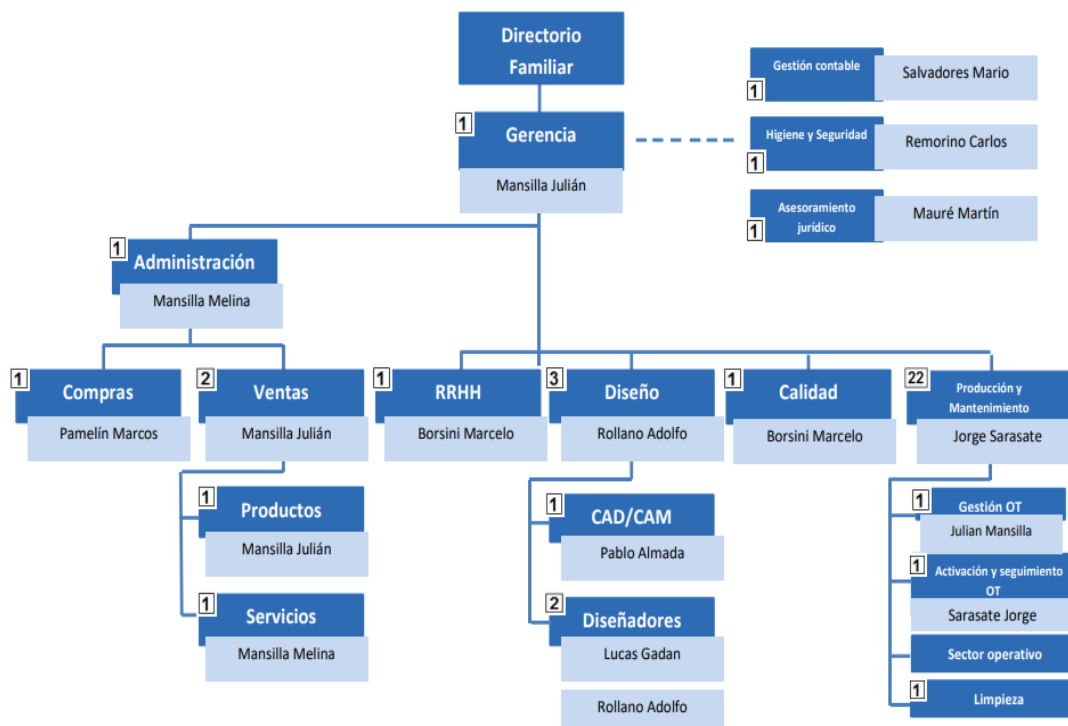 Directorio
Familiar
1
Gerencia
Mansilla Julián
Gestión contable
1
Salvadores Mario
Higiene y Seguridad
1
Remorino Carlos
Asesoramiento
jurídico
1
Mauré Martín
1
Administración
Mansilla Melina
1
Compras
Pamelín Marcos
2
Ventas
Mansilla Julián
1
RRHH
Borsini Marcelo
3
Diseño
Rollano Adolfo
1
Calidad
Borsini Marcelo
22
Producción y
Mantenimiento
Jorge Sarasate
1
Productos
Mansilla Julián
1
Servicios
Mansilla Melina
1
CAD/CAM
Pablo Almada
2
Diseñadores
Lucas Gadan
Rollano Adolfo
1
Gestión OT
Julian Mansilla
1
Activación y seguimiento
OT
Sarasate Jorge
Sector operativo
1
Limpieza